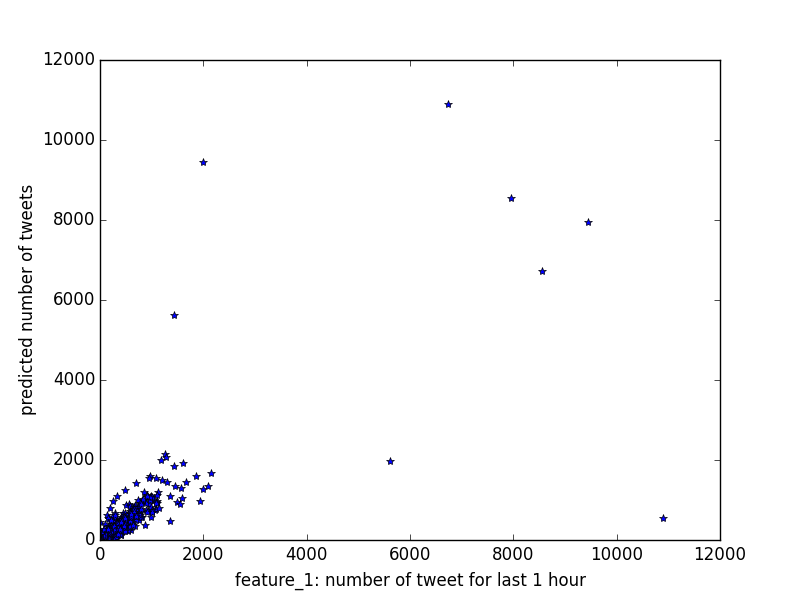 12000
10000
8000
6000
4000
2000
0
predicted number of tweets
0 2000 4000 6000 8000 10000 12000
feature_1: number of tweet for last 1 hour